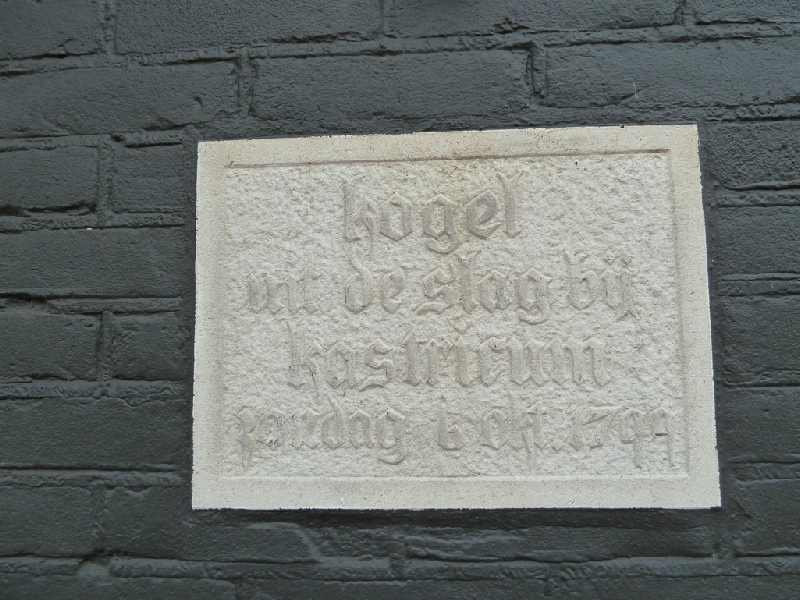 kogel
uit de slag bij
kastricum
zondag 6 okt. 1799